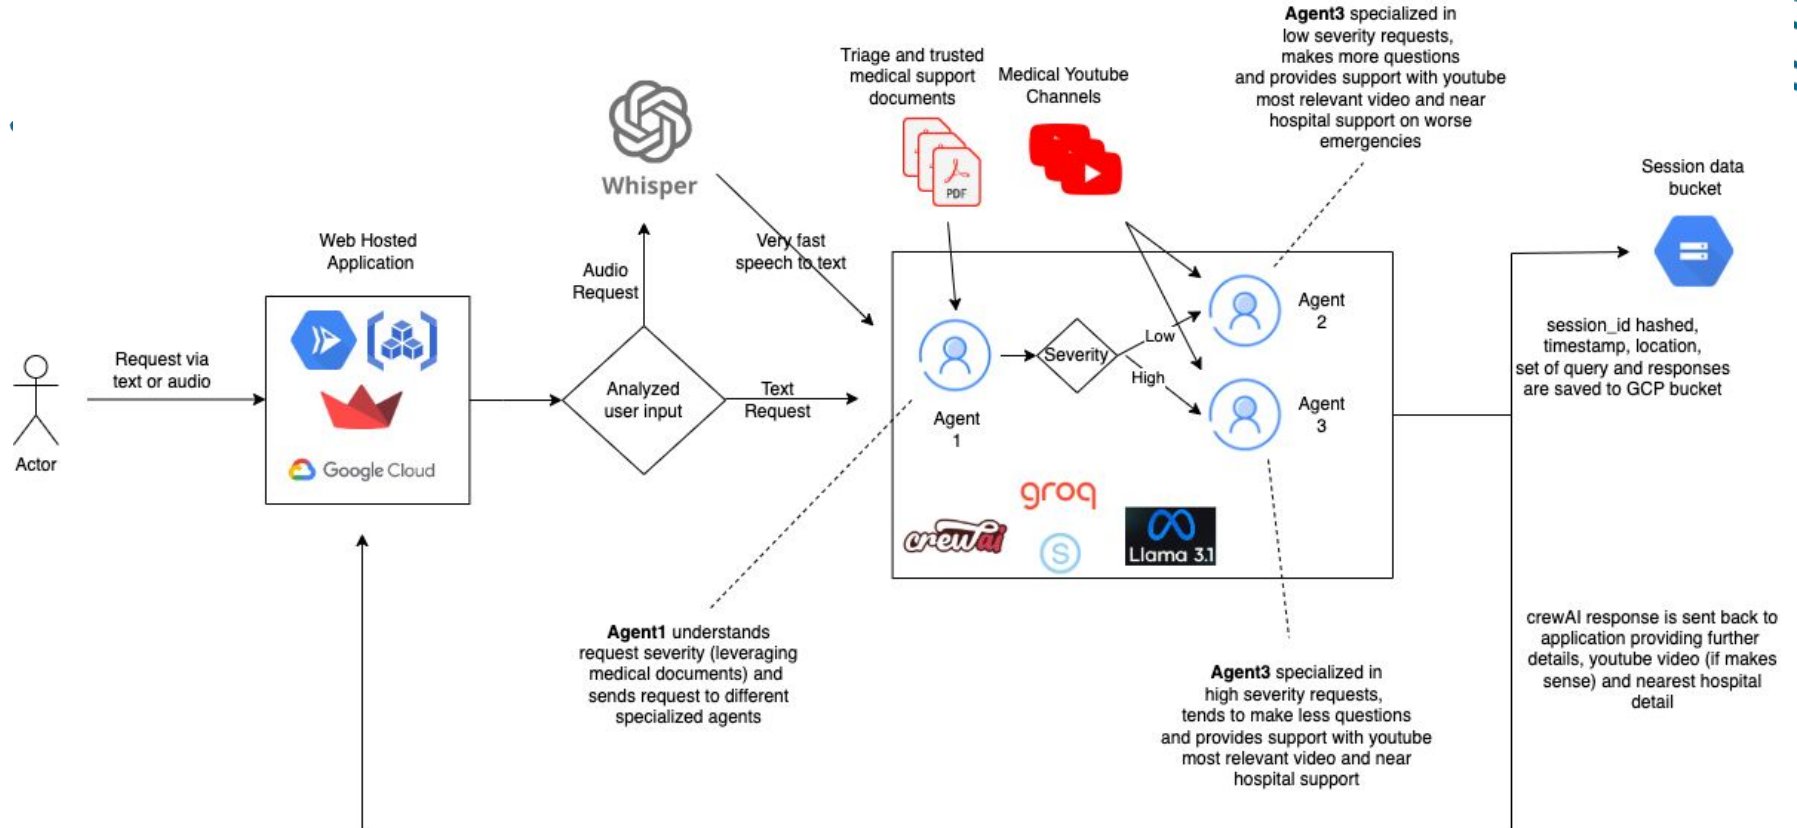 Agent3 specialized in
low severity requests,
makes more questions
and provides support with youtube
most relevant video and near
hospital support on worse
emergencies
Triage and trusted
medical support
documents
PDF
Medical Youtube
Channels
Whisper
Session data
bucket
Web Hosted
Application
Very fast
speech to text
Audio
Request
Request via
text or audio
Google Cloud
Actor
Analyzed
user input
Text
Request
Agent
1
Severity
Low
High
Agent
2
Agent
3
session_id hashed,
timestamp, location,
set of query and responses
are saved to GCP bucket
groq
crewai
S
Llama 3.1
Agent1 understands
request severity (leveraging
medical documents) and
sends request to different
specialized agents
Agent3 specialized in
high severity requests,
tends to make less questions
and provides support with youtube
most relevant video and near
hospital support
crewAI response is sent back to
application providing further
details, youtube video (if makes
sense) and nearest hospital
detail